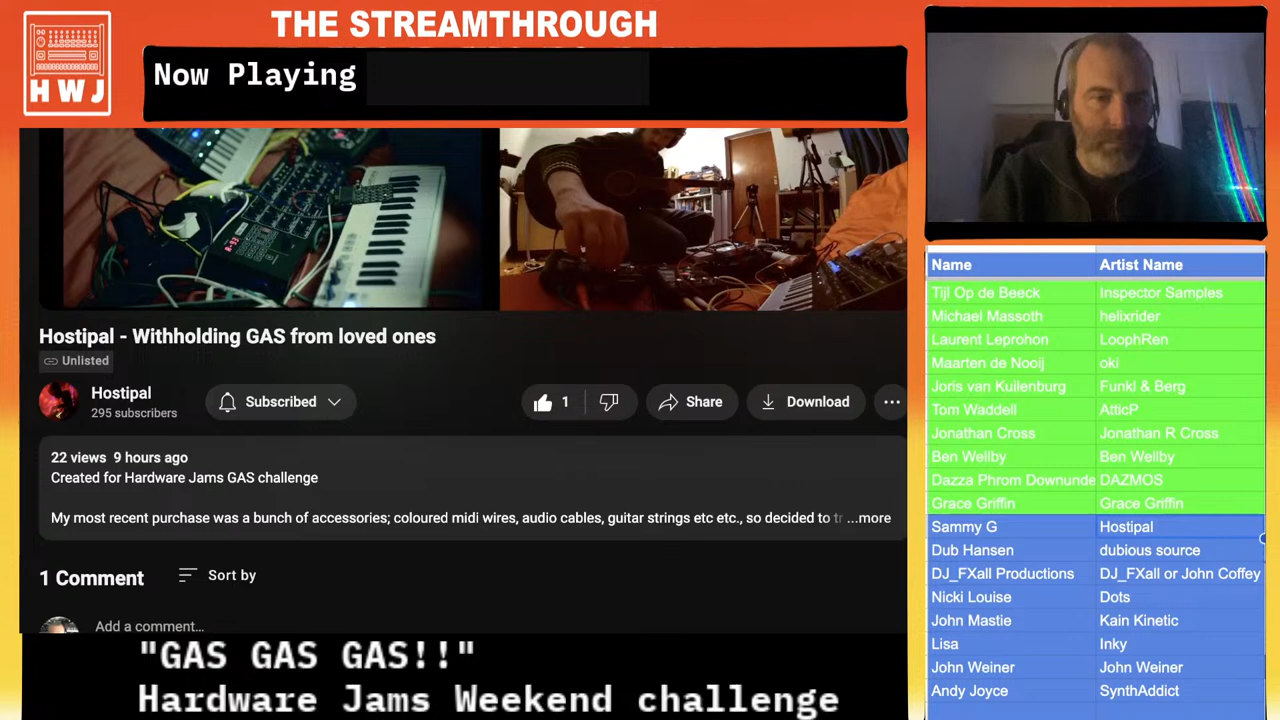 THE STREAMTHROUGH
HWJ
Now Playing
Hostipal - Withholding GAS from loved ones
Unlisted
Hostipal
295 subscribers
Subscribed
1
Share
Download
22 views 9 hours ago
Created for Hardware Jams GAS challenge
My most recent purchase was a bunch of accessories; coloured midi wires, audio cables, guitar strings etc etc., so decided to tr ...more
1 Comment
Sort by
Add a comment...
"GAS GAS GAS!!"
Hardware Jams Weekend challenge
Name Artist Name
Tijl Op de Beeck Inspector Samples
Michael Massoth helixrider
Laurent Leprohon LoophRen
Maarten de Nooij oki
Joris van Kuilenburg Funkl & Berg
Tom Waddell AtticP
Jonathan Cross Jonathan R Cross
Ben Wellby Ben Wellby
Dazza Phrom Downunde DAZMOS
Grace Griffin Grace Griffin
Sammy G Hostipal
Dub Hansen dubious source
DJ_FXall Productions DJ_FXall or John Coffey
Nicki Louise Dots
John Mastie Kain Kinetic
Lisa Inky
John Weiner John Weiner
Andy Joyce SynthAddict